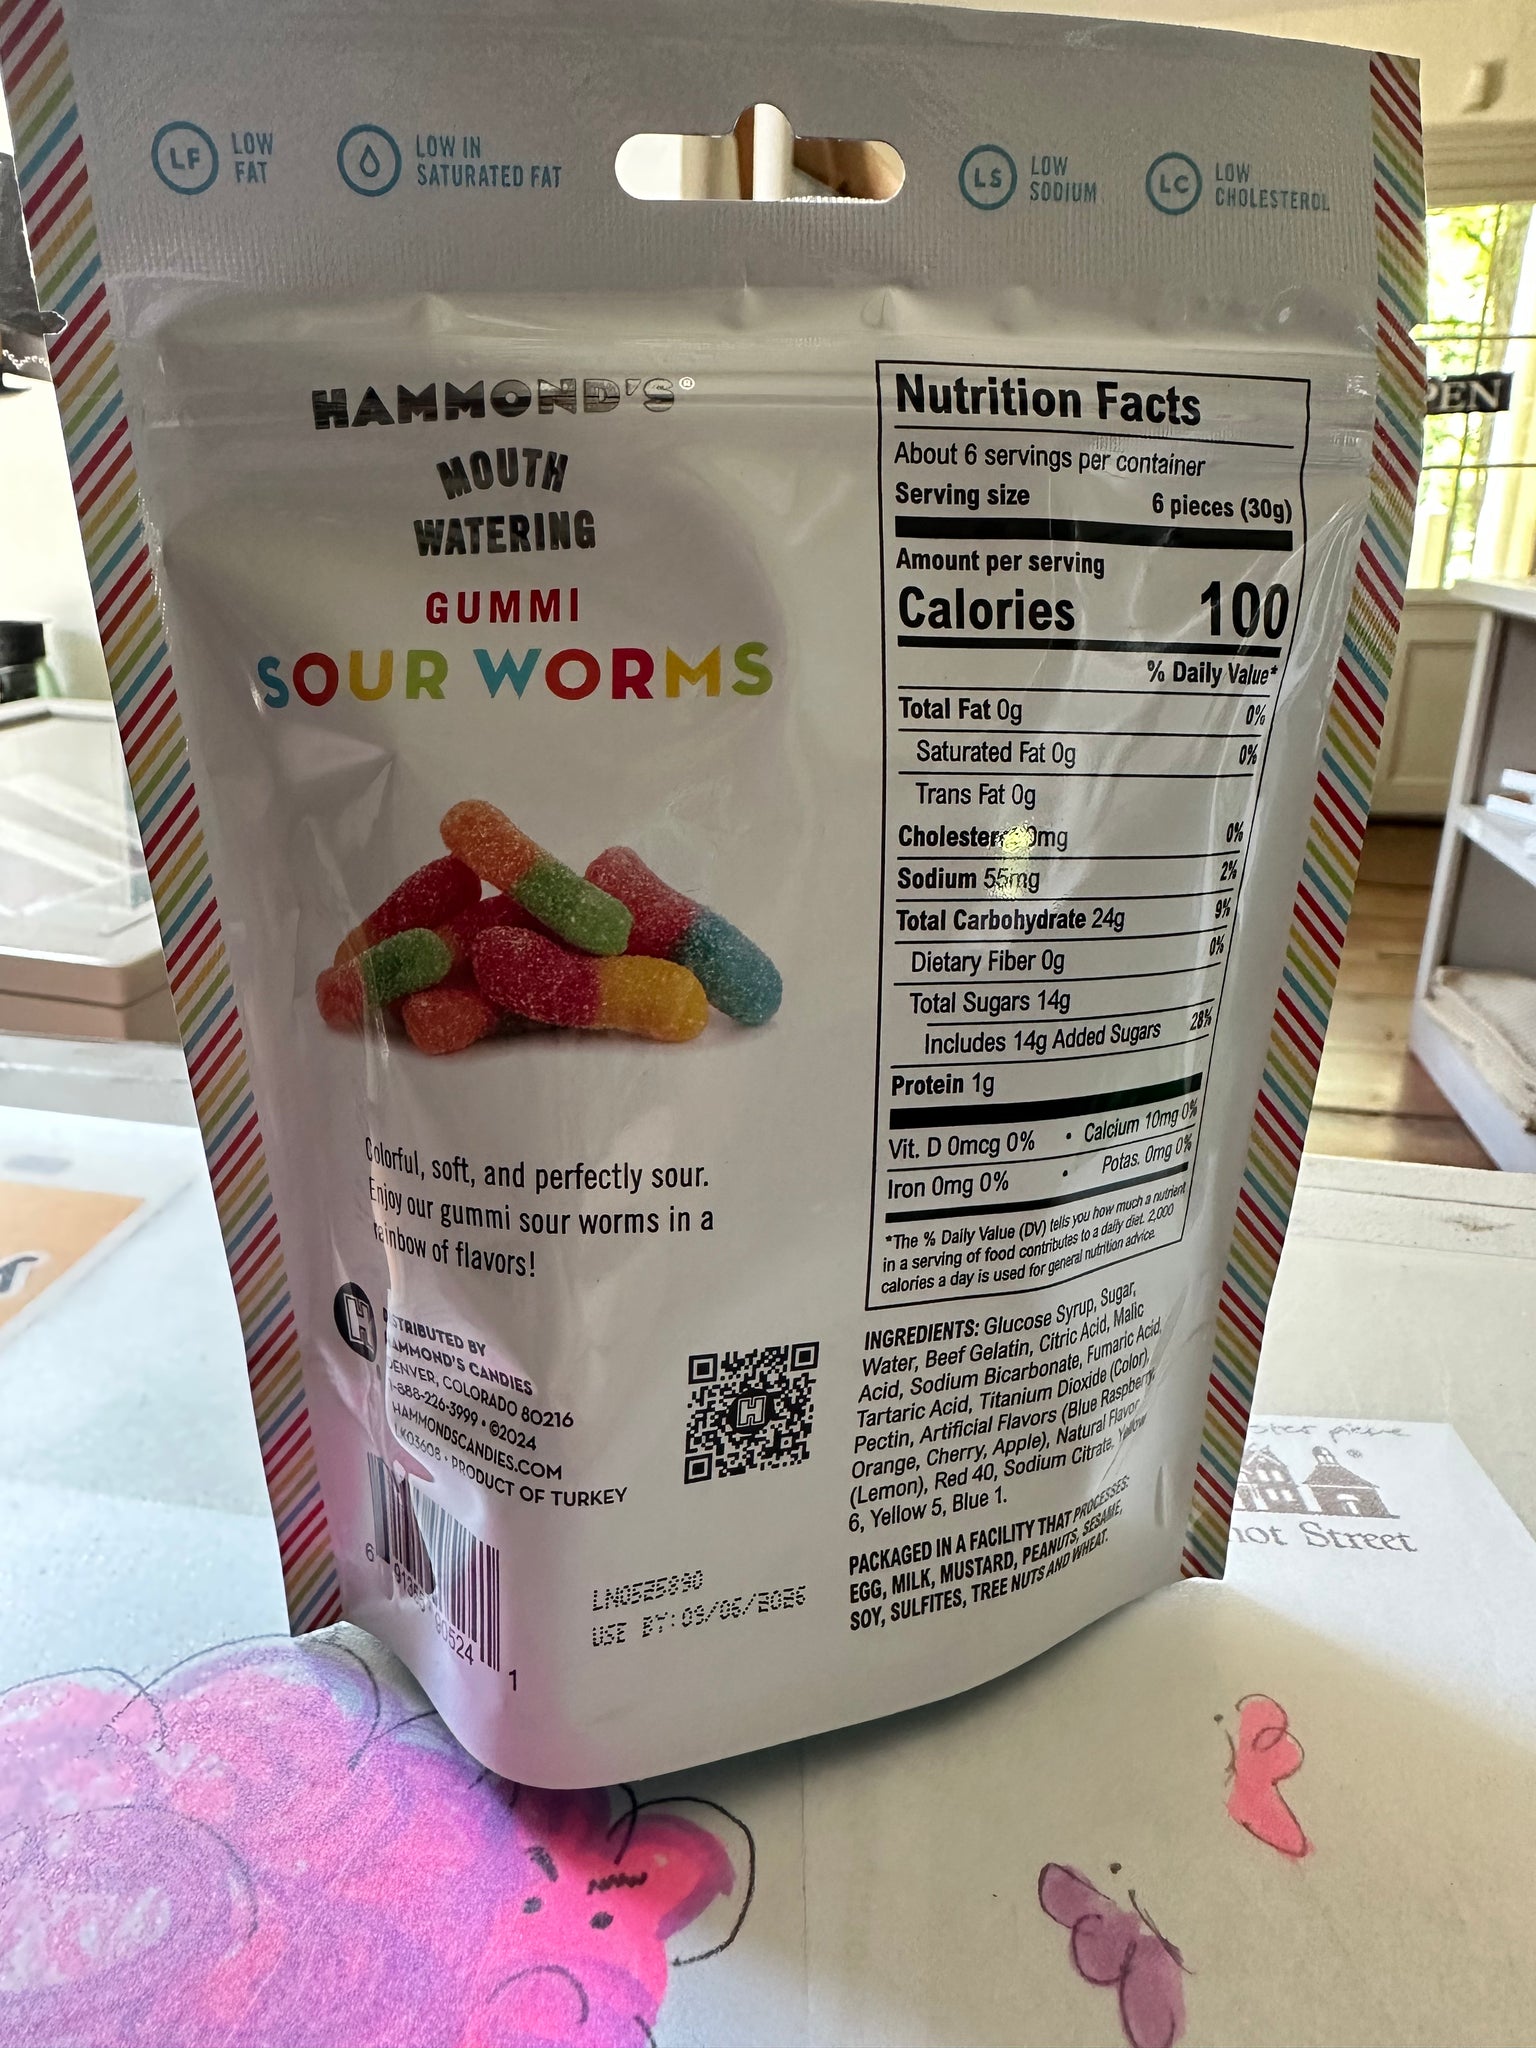 LF LOW FAT
LOW IN SATURATED FAT
LS LOW SODIUM
LC LOW CHOLESTEROL
HAMMOND'S®
MOUTH
WATERING
GUMMI
SOUR WORMS
Colorful, soft, and perfectly sour.
Enjoy our gummi sour worms in a
rainbow of flavors!
H
DISTRIBUTED BY
HAMMOND'S CANDIES
DENVER, COLORADO 80216
1-888-226-3999 • ©2024
HAMMONDSCANDIES.COM
LK03608 • PRODUCT OF TURKEY
H
6 91355 90524 1
LN0525090
USE BY:09/06/2026
Nutrition Facts
About 6 servings per container
Serving size 6 pieces (30g)
Amount per serving
Calories 100
% Daily Value*
Total Fat 0g 0%
Saturated Fat 0g 0%
Trans Fat 0g
Cholesterol 0mg 0%
Sodium 55mg 2%
Total Carbohydrate 24g 9%
Dietary Fiber 0g 0%
Total Sugars 14g
Includes 14g Added Sugars 28%
Protein 1g
Vit. D 0mcg 0% • Calcium 10mg 0%
Iron 0mg 0% • Potas. 0mg 0%
*The % Daily Value (DV) tells you how much a nutrient
in a serving of food contributes to a daily diet. 2,000
calories a day is used for general nutrition advice.
INGREDIENTS: Glucose Syrup, Sugar,
Water, Beef Gelatin, Citric Acid, Malic
Acid, Sodium Bicarbonate, Fumaric Acid,
Tartaric Acid, Titanium Dioxide (Color),
Pectin, Artificial Flavors (Blue Raspberry,
Orange, Cherry, Apple), Natural Flavor
(Lemon), Red 40, Sodium Citrate, Yellow
6, Yellow 5, Blue 1.
PACKAGED IN A FACILITY THAT PROCESSES:
EGG, MILK, MUSTARD, PEANUTS, SESAME,
SOY, SULFITES, TREE NUTS AND WHEAT.
PEN
Street